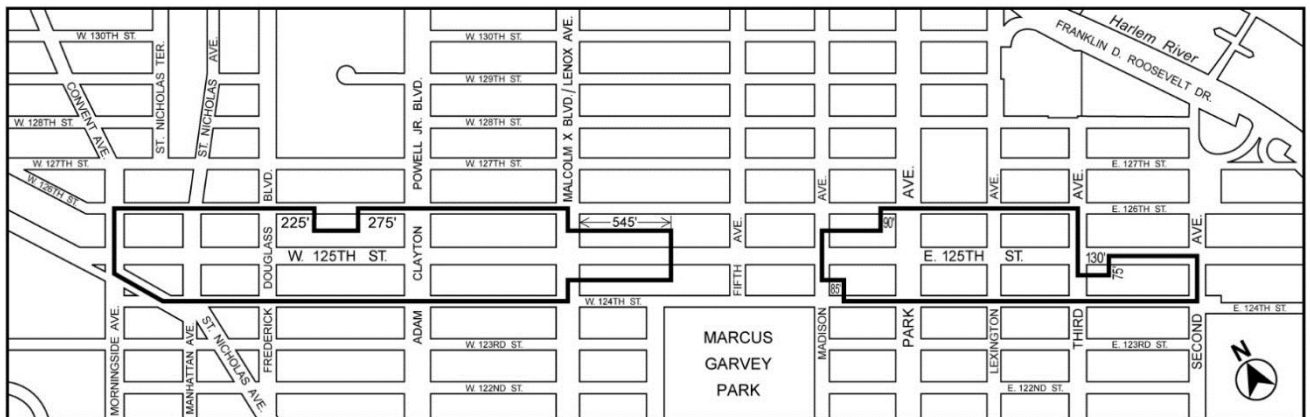 W. 130TH ST.
ST. NICHOLAS TER.
AVE.
ST. NICHOLAS
CONVENT AVE.
W. 128TH ST.
W. 127TH ST.
W. 126TH ST.
POWELL JR. BLVD.
MALCOLM X BLVD./ LENOX AVE.
W. 130TH ST.
W. 129TH ST.
W. 128TH ST.
W. 127TH ST.
Harlem River
FRANKLIN D. ROOSEVELT DR.
E. 127TH ST.
E. 126TH ST.
BLVD.
AVE.
AVE.
AVE.
AVE.
AVE.
AVE.
225'
275'
545'
90'
W. 125TH ST.
E. 125TH ST.
130'
75'
85'
DOUGLASS
CLAYTON
FIFTH
W. 124TH ST.
E. 124TH ST.
MORNINGSIDE AVE.
MANHATTAN AVE.
ST. NICHOLAS AVE.
FREDERICK
ADAM
W. 123RD ST.
W. 122ND ST.
MARCUS
GARVEY
PARK
MADISON
PARK
LEXINGTON
THIRD
SECOND
E. 123RD ST.
E. 122ND ST.
N